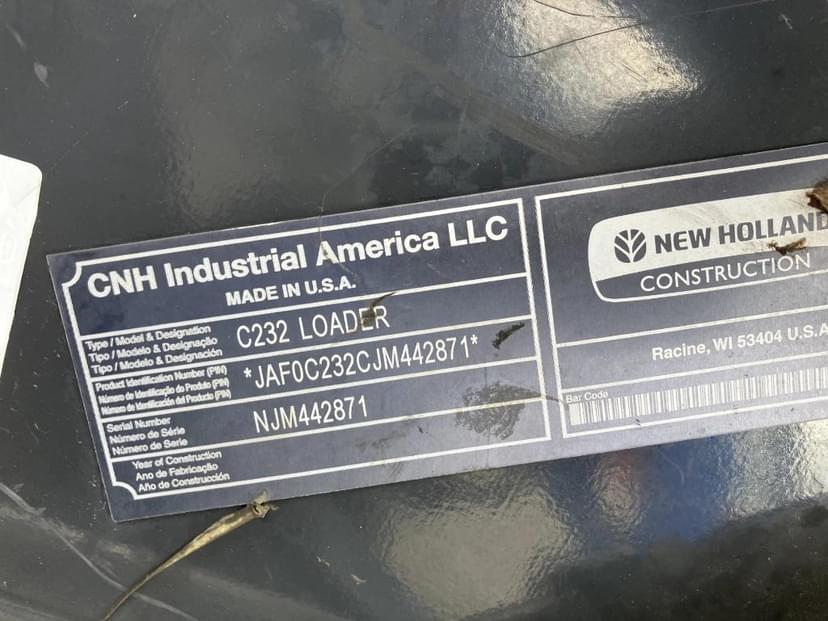 CNH Industrial America LLC
MADE IN U.S.A.
Type / Model & Designation
Tipo / Modelo & Designação
Tipo / Modelo & Designación
C232 LOADER
Product Identification Number (PIN)
Número de Identificação do Produto (PIN)
Número de Identificación del Producto (PIN)
*JAF0C232CJM442871*
Serial Number
Número de Série
Número de Serie
NJM442871
Year of Construction
Ano de Fabricação
Año de Construcción
NEW HOLLAND
CONSTRUCTION
Racine, WI 53404 U.S.A
Bar Code